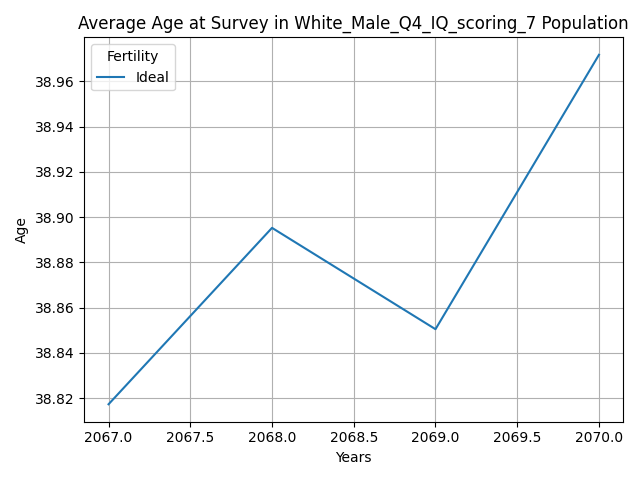 Average Age at Survey in White_Male_Q4_IQ_scoring_7 Population
Fertility
Ideal
38.96
38.94
38.92
38.90
38.88
38.86
38.84
38.82
Age
2067.0 2067.5 2068.0 2068.5 2069.0 2069.5 2070.0
Years